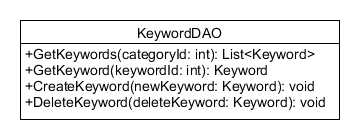 KeywordDAO
+GetKeywords(categoryId: int): List<Keyword>
+GetKeyword(keywordId: int): Keyword
+CreateKeyword(newKeyword: Keyword): void
+DeleteKeyword(deleteKeyword: Keyword): void